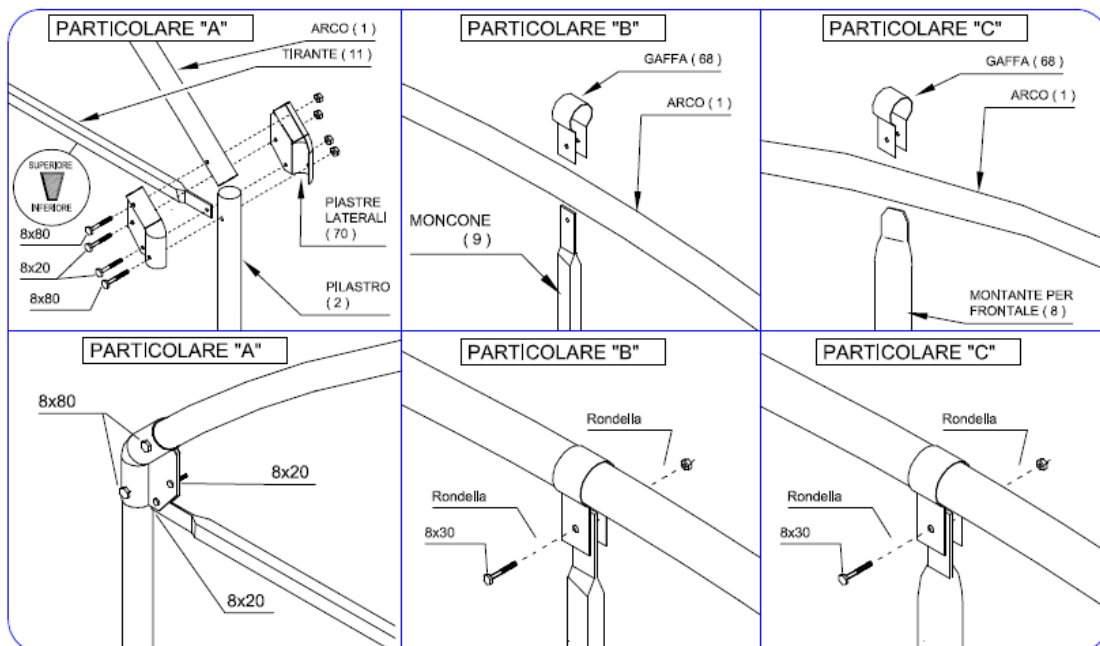 PARTICOLARE "A"
ARCO ( 1 )
TIRANTE ( 11 )
SUPERIORE
INFERIORE
8x80
8x20
8x80
PIASTRE
LATERALI
( 70 )
PILASTRO
( 2 )
PARTICOLARE "B"
GAFFA ( 68 )
ARCO ( 1 )
MONCONE
( 9 )
PARTICOLARE "C"
GAFFA ( 68 )
ARCO ( 1 )
MONTANTE PER
FRONTALE ( 8 )
PARTICOLARE "A"
8x80
8x20
8x20
PARTICOLARE "B"
Rondella
Rondella
8x30
PARTICOLARE "C"
Rondella
Rondella
8x30